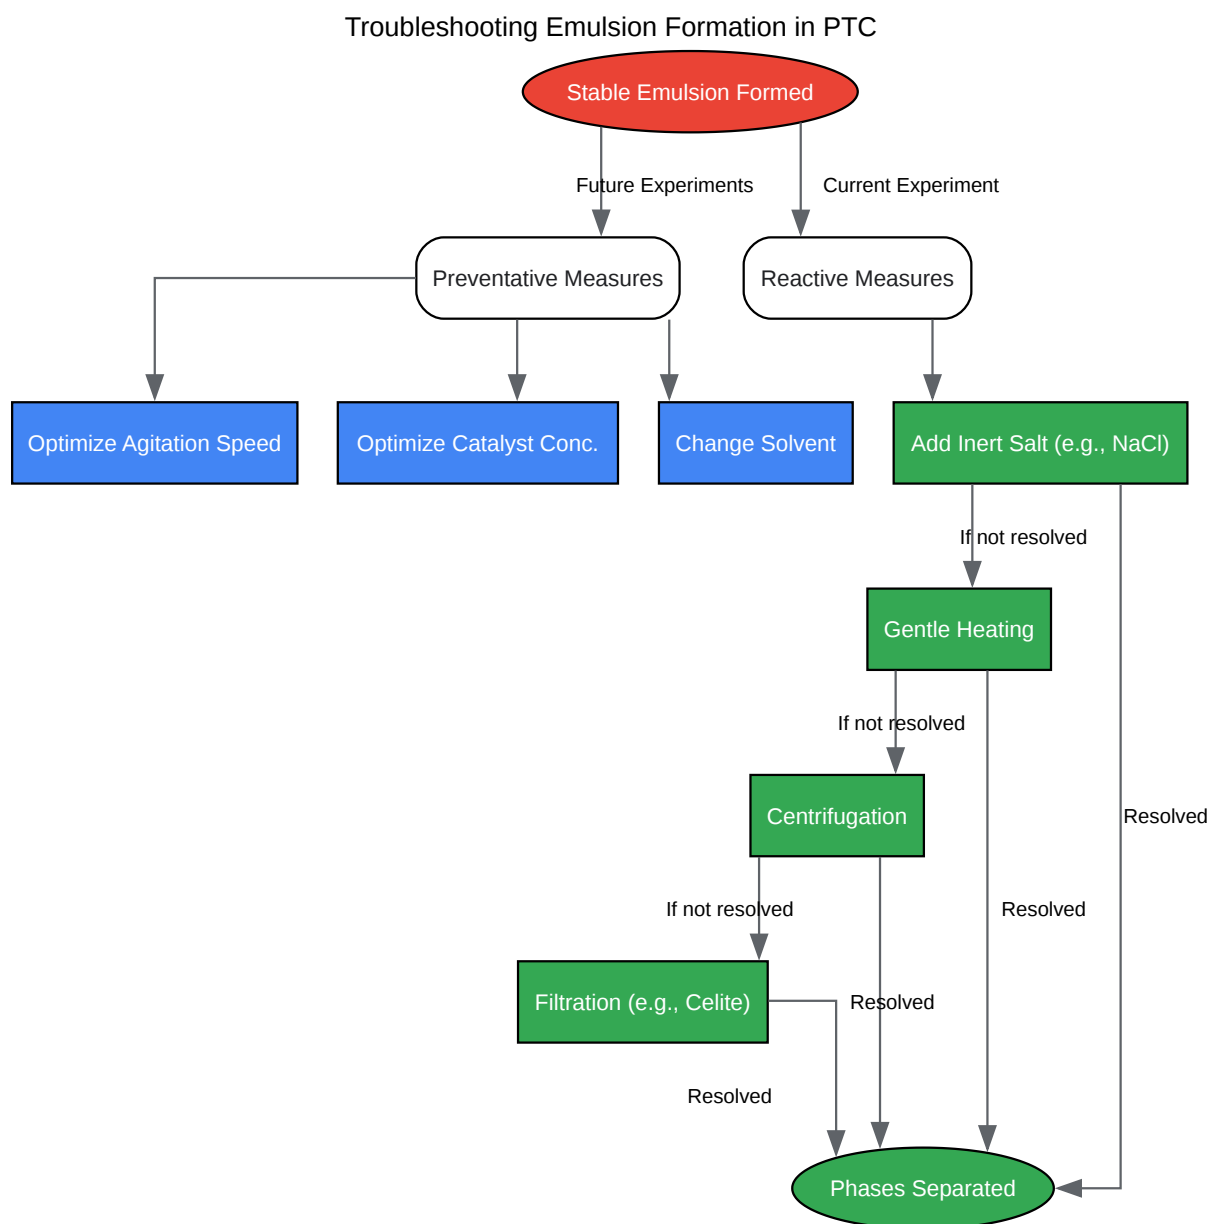 Troubleshooting Emulsion Formation in PTC
Stable Emulsion Formed
Future Experiments
Current Experiment
Preventative Measures
Reactive Measures
Optimize Agitation Speed
Optimize Catalyst Conc.
Change Solvent
Add Inert Salt (e.g., NaCl)
If not resolved
Gentle Heating
If not resolved
Centrifugation
Resolved
If not resolved
Resolved
Filtration (e.g., Celite)
Resolved
Resolved
Phases Separated